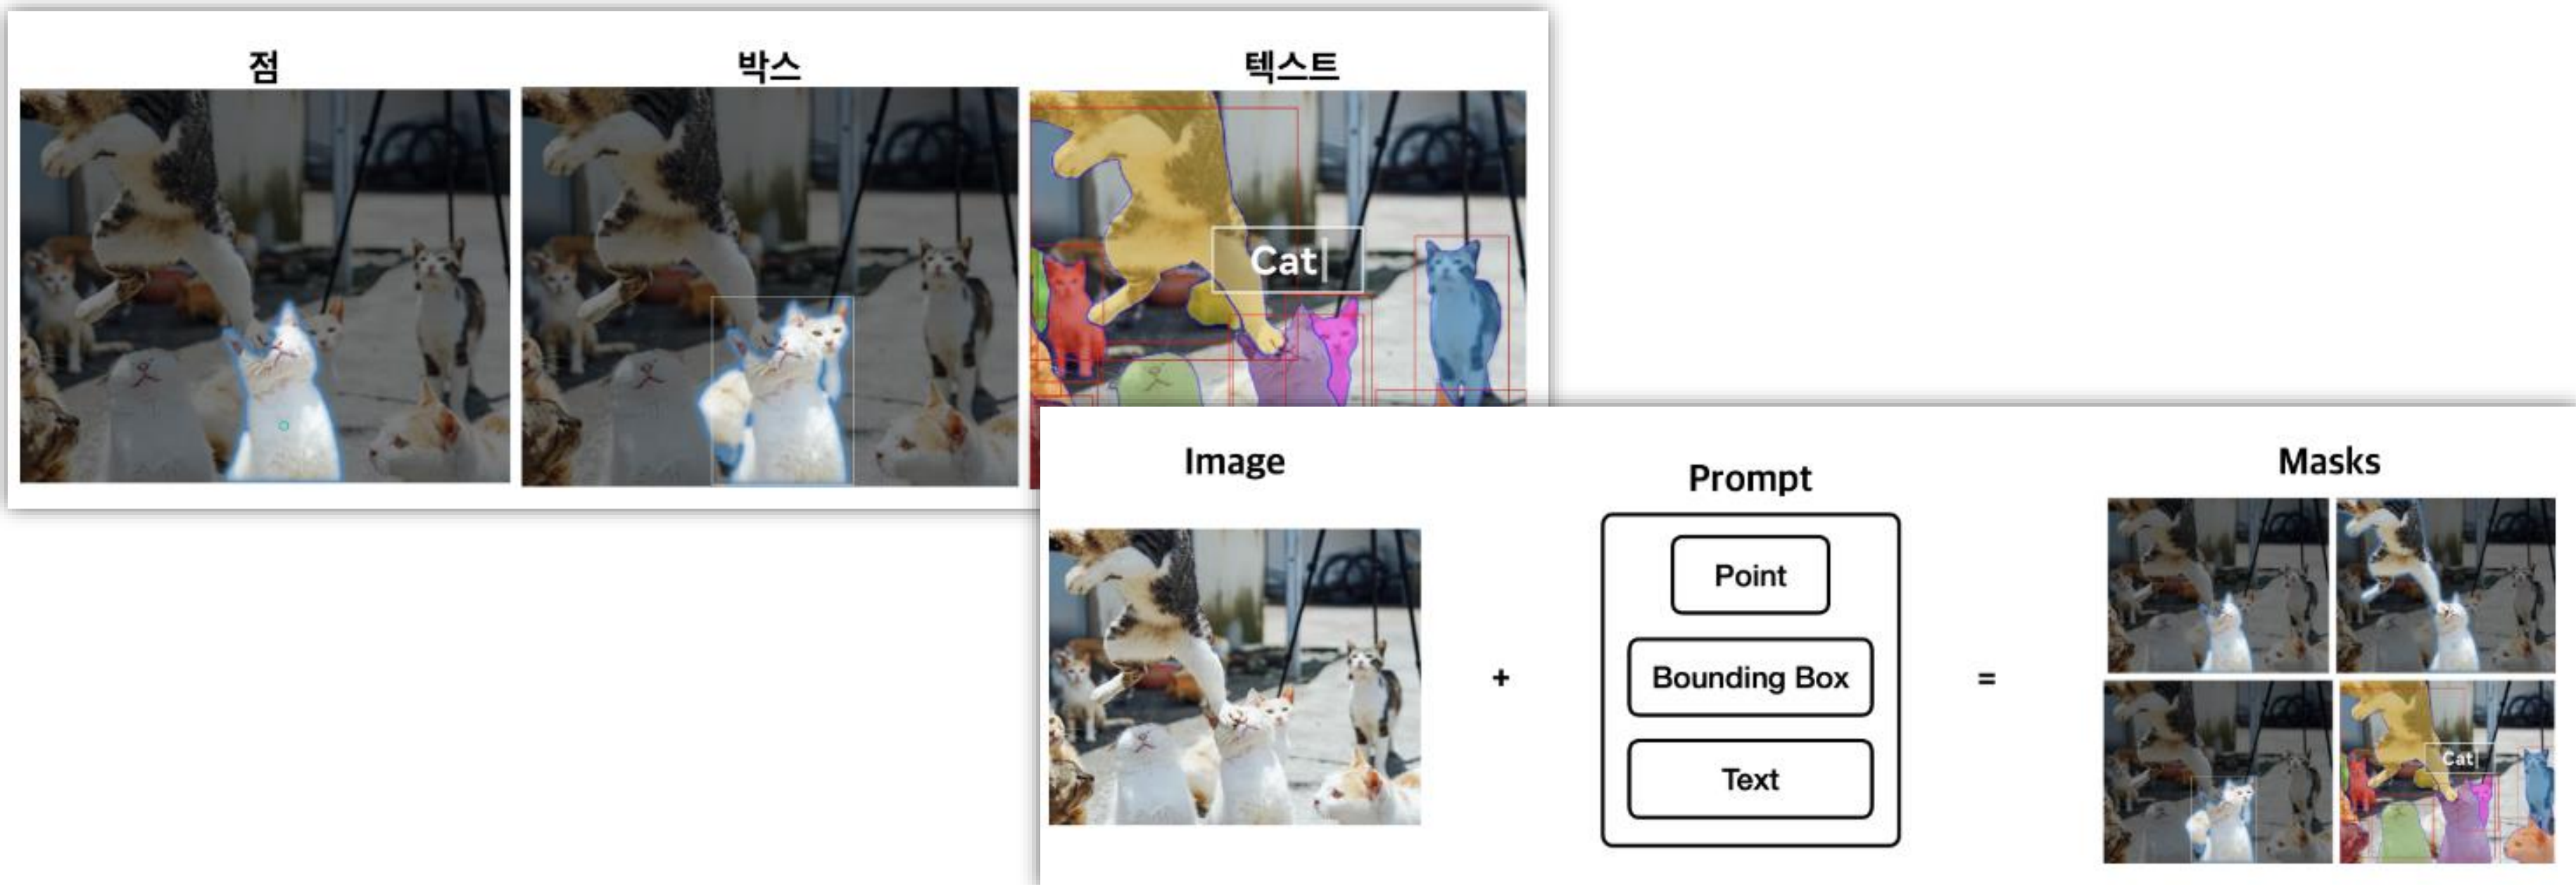 점
박스
텍스트
Cat
Image
+
Prompt
Point
Bounding Box
Text
=
Masks
Cat